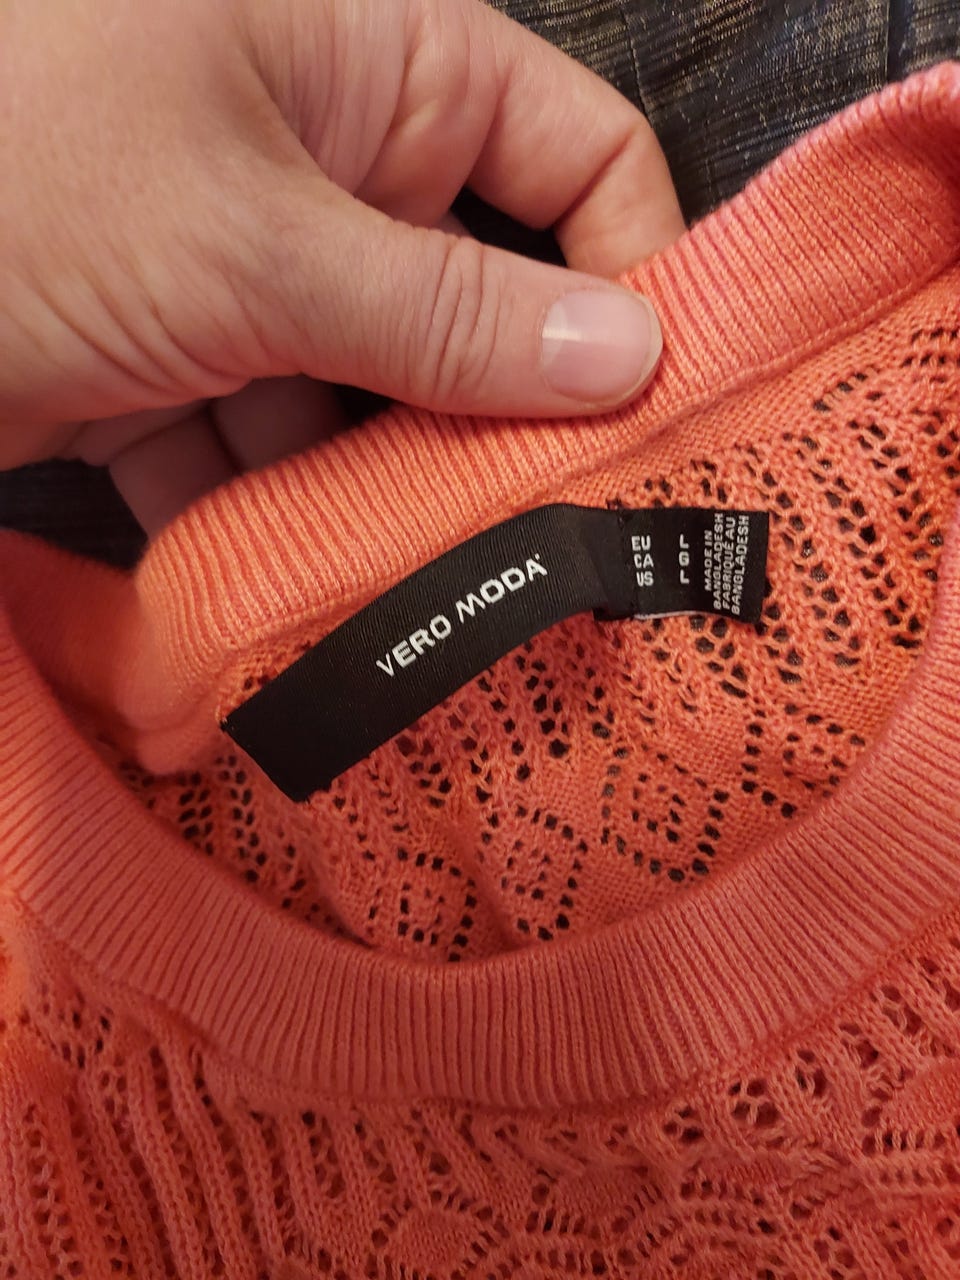 VERO MODA
EU L
CA G
US L
MADE IN
BANGLADESH
FABRIQUÉ AU
BANGLADESH